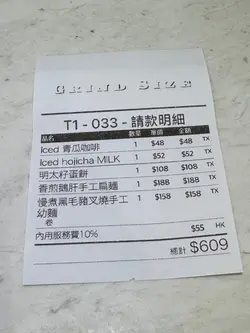 GRIND SIZE
T1 - 033 - 請款明細
品名 數量 單價 金額
Iced 青瓜咖啡 1 $48 $48 TX
Iced hojicha MILK 1 $52 $52 TX
明太籽蛋餅 1 $108 $108 TX
香煎鵝肝手工扁麵 1 $188 $188 TX
慢煮黑毛豬叉燒手工 1 $158 $158 TX
幼麵
卷
內用服務費10% $55 HK
總計 $609